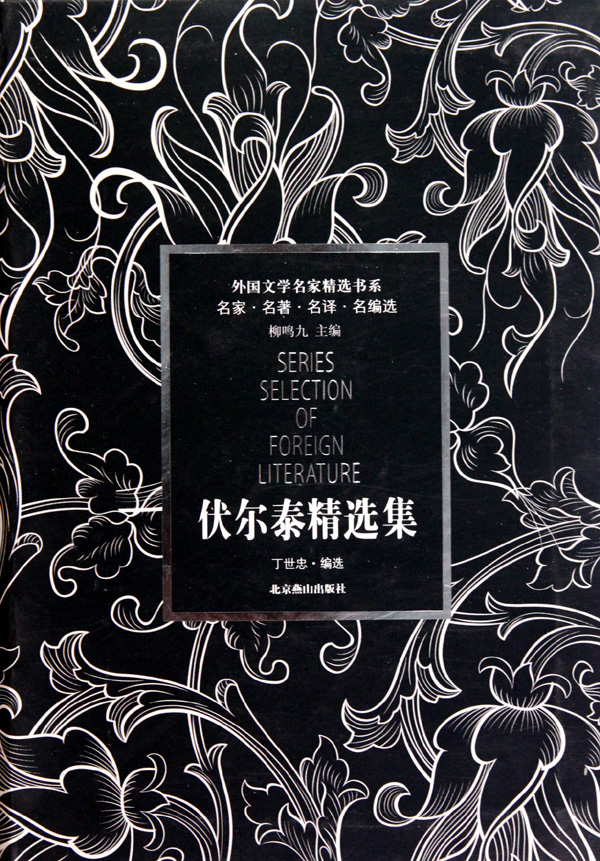 外国文学名家精选书系
名家·名著·名译·名编选
柳鸣九 主编
SERIES
SELECTION
OF
FOREIGN
LITERATURE
伏尔泰精选集
丁世忠·编选
北京燕山出版社